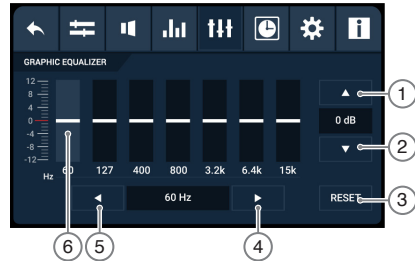 GRAPHIC EQUALIZER
12
8
4
0
-4
-8
-12
Hz
60 127 400 800 3.2k 6.4k 15k
0 dB
60 Hz
RESET
1
2
3
4
5
6